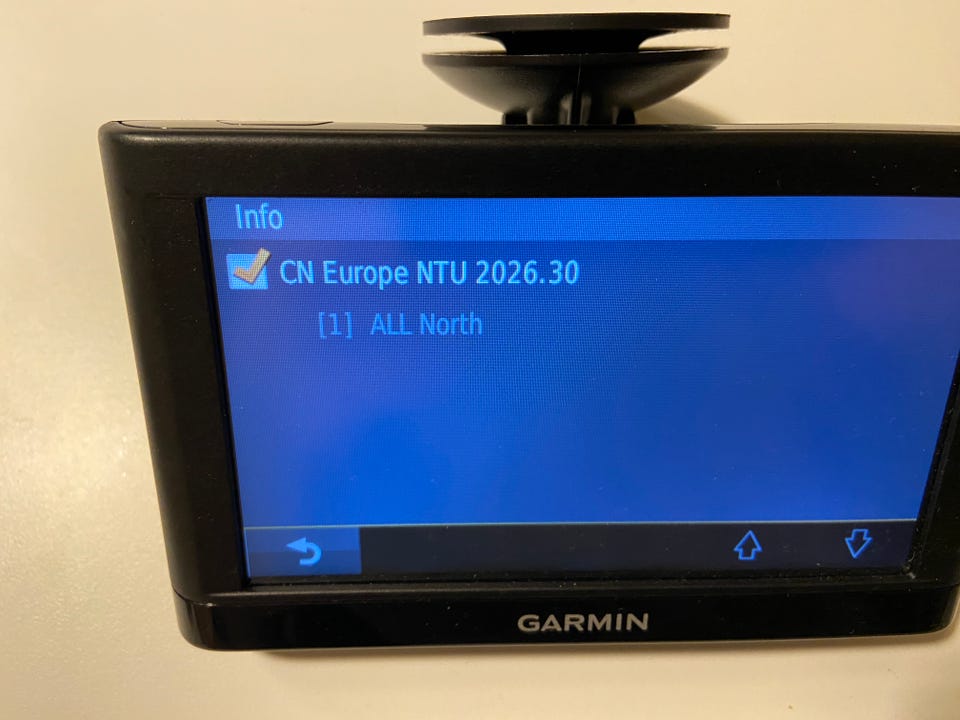 Info
CN Europe NTU 2026.30
[1] ALL North
GARMIN